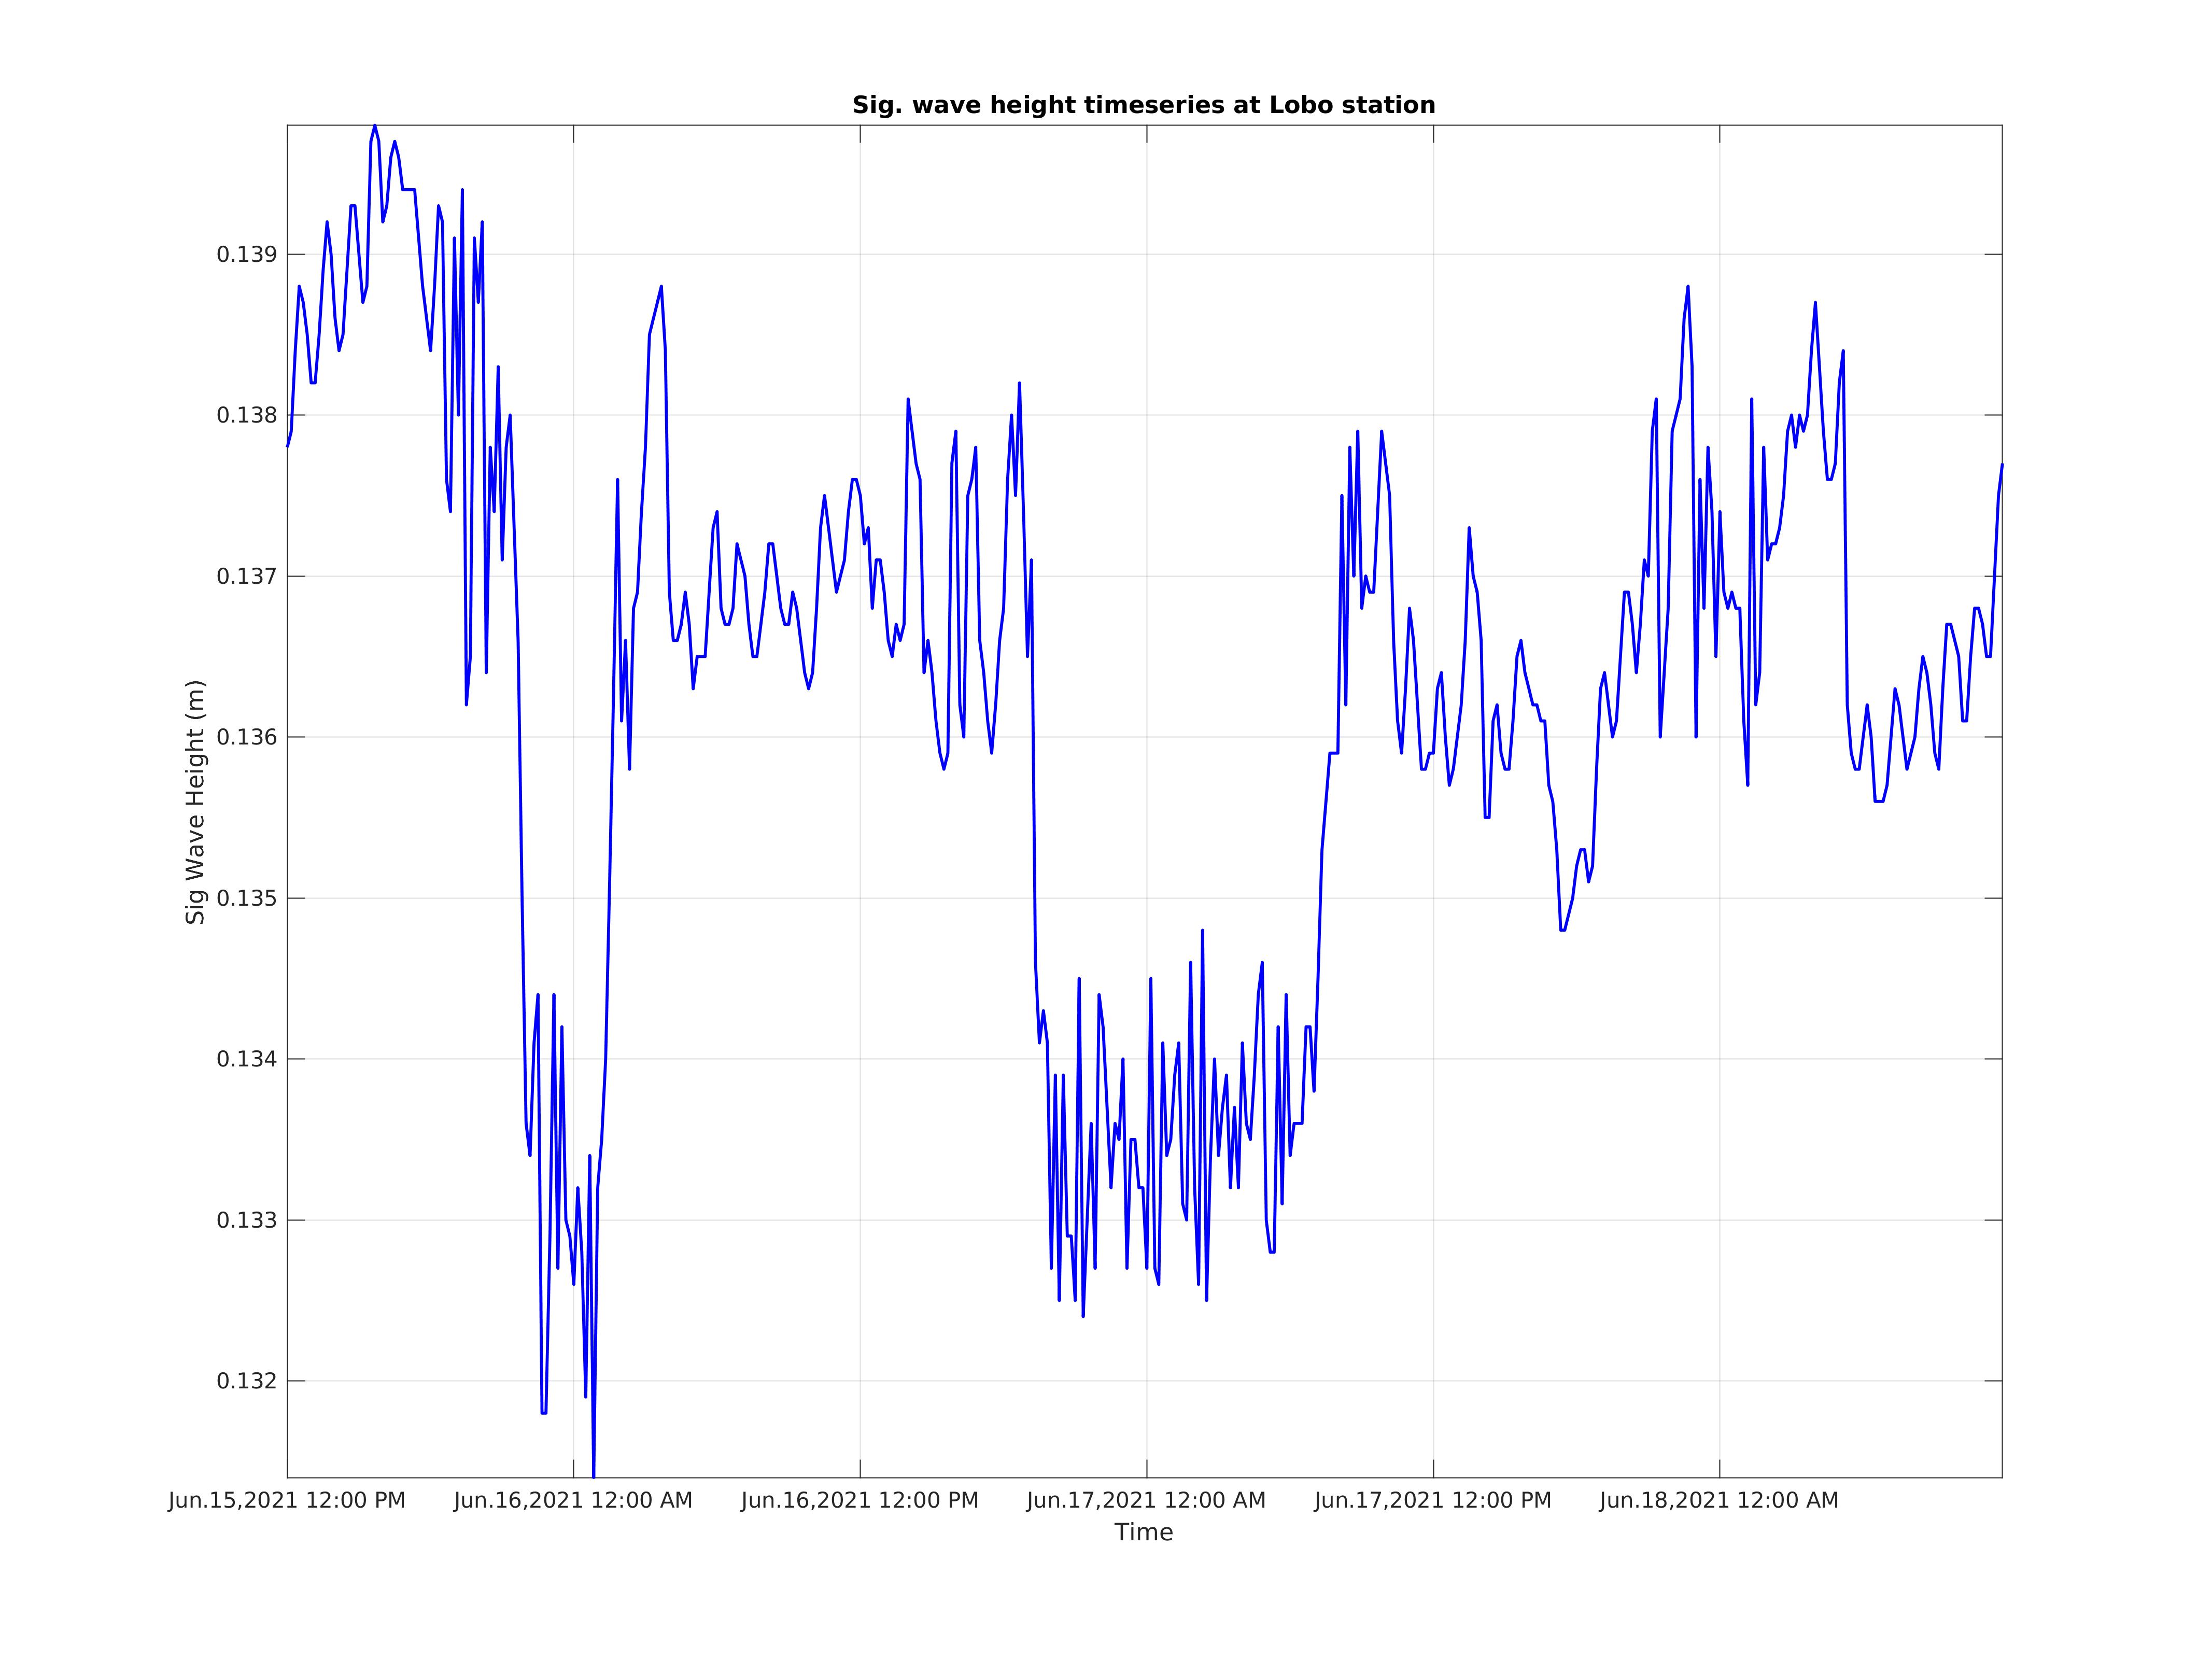 Sig. wave height timeseries at Lobo station
0.139
0.138
0.137
0.136
0.135
0.134
0.133
0.132
Sig Wave Height (m)
Jun.15,2021 12:00 PM Jun.16,2021 12:00 AM Jun.16,2021 12:00 PM Jun.17,2021 12:00 AM Jun.17,2021 12:00 PM Jun.18,2021 12:00 AM
Time